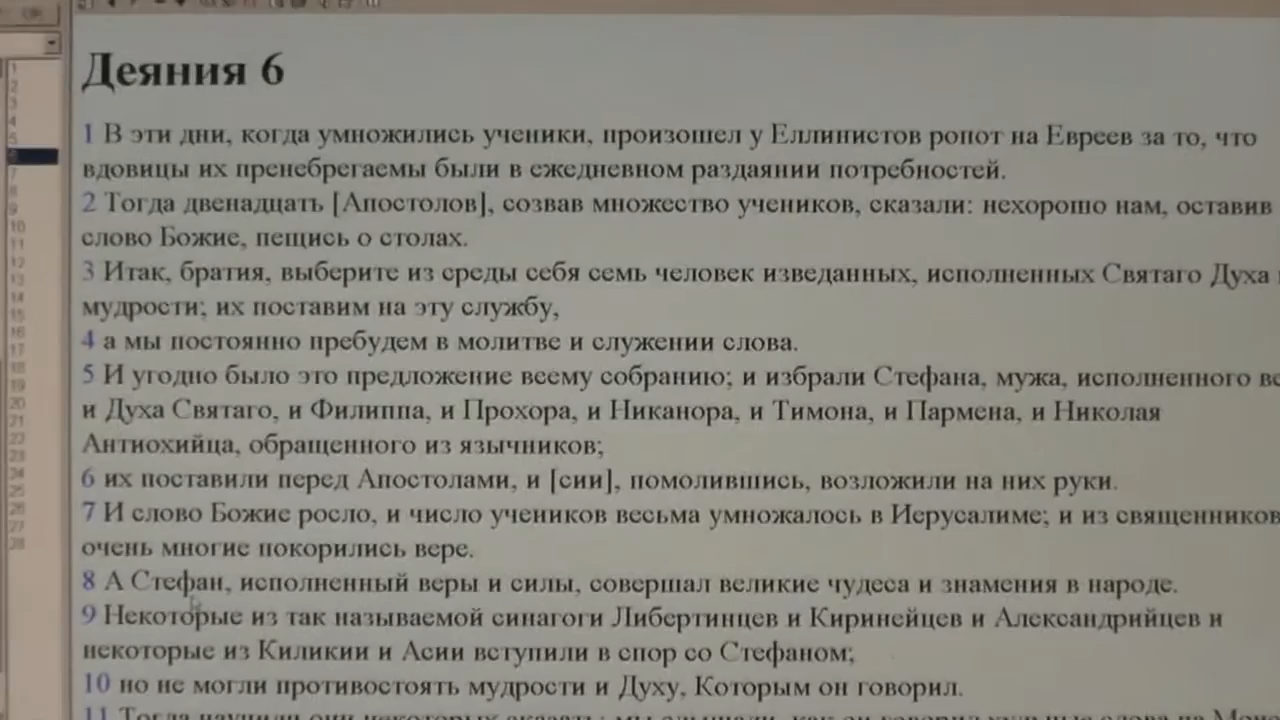 Деяния 6
1 В эти дни, когда умножились ученики, произошел у Еллинистов ропот на Евреев за то, что
вдовицы их пренебрегаемы были в ежедневном раздаянии потребностей.
2 Тогда двенадцать [Апостолов], созвав множество учеников, сказали: нехорошо нам, оставив
слово Божие, пещись о столах.
3 Итак, братия, выберите из среды себя семь человек изведанных, исполненных Святаго Духа
мудрости; их поставим на эту службу,
4 а мы постоянно пребудем в молитве и служении слова.
5 И угодно было это предложение всему собранию; и избрали Стефана, мужа, исполненного
и Духа Святаго, и Филиппа, и Прохора, и Никанора, и Тимона, и Пармена, и Николая
Антиохийца, обращенного из язычников;
6 их поставили перед Апостолами, и [сии], помолившись, возложили на них руки.
7 И слово Божие росло, и число учеников весьма умножалось в Иерусалиме; и из священников
очень многие покорились вере.
8 А Стефан, исполненный веры и силы, совершал великие чудеса и знамения в народе.
9 Некоторые из так называемой синагоги Либертинцев и Киринейцев и Александрийцев и
некоторые из Киликии и Асии вступили в спор со Стефаном;
10 но не могли противостоять мудрости и Духу, Которым он говорил.